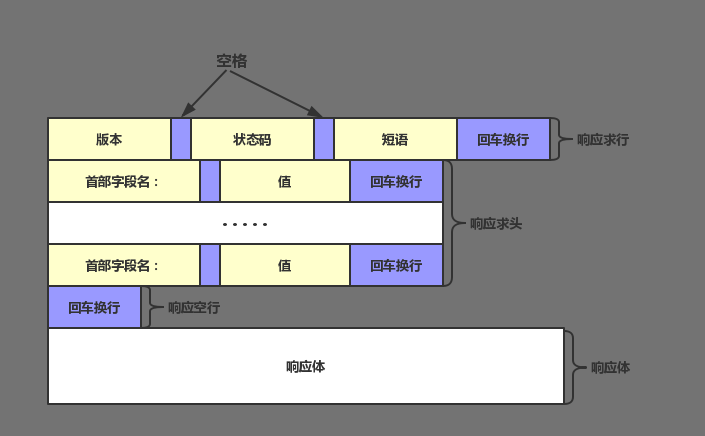 空格
版本 状态码 短语 回车换行 响应求行
首部字段名： 值 回车换行
· · · · · 响应求头
首部字段名： 值 回车换行
回车换行 响应空行
响应体 响应体